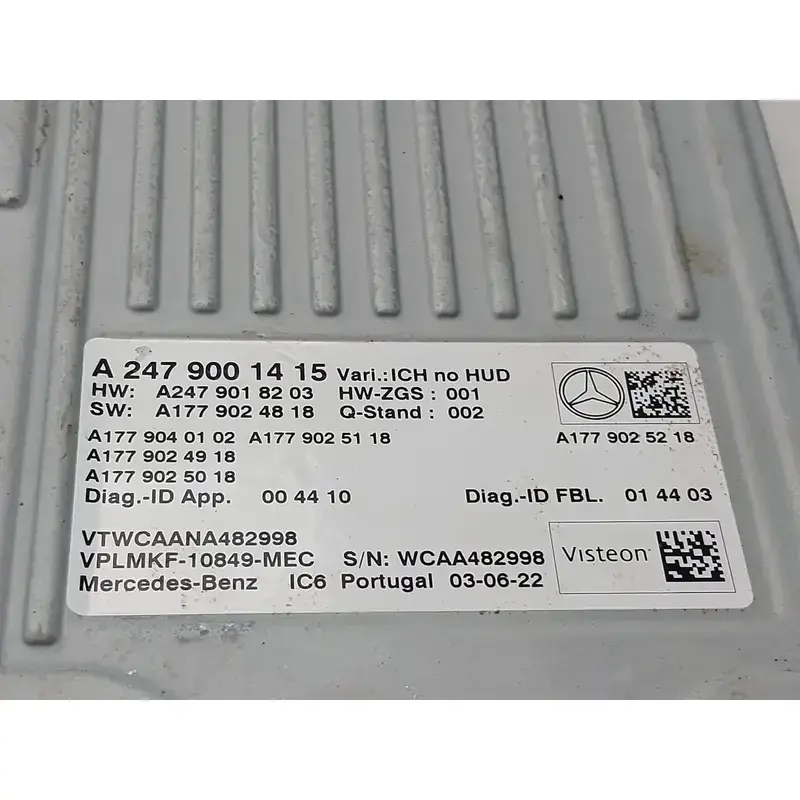 A 247 900 14 15 Vari.:ICH no HUD
HW: A247 901 82 03 HW-ZGS : 001
SW: A177 902 48 18 Q-Stand : 002
A177 904 01 02 A177 902 51 18 A177 902 52 18
A177 902 49 18
A177 902 50 18
Diag.-ID App. 00 44 10 Diag.-ID FBL. 01 44 03
VTWCAANA482998
VPLMKF-10849-MEC S/N: WCAA482998
Mercedes-Benz IC6 Portugal 03-06-22
Visteon